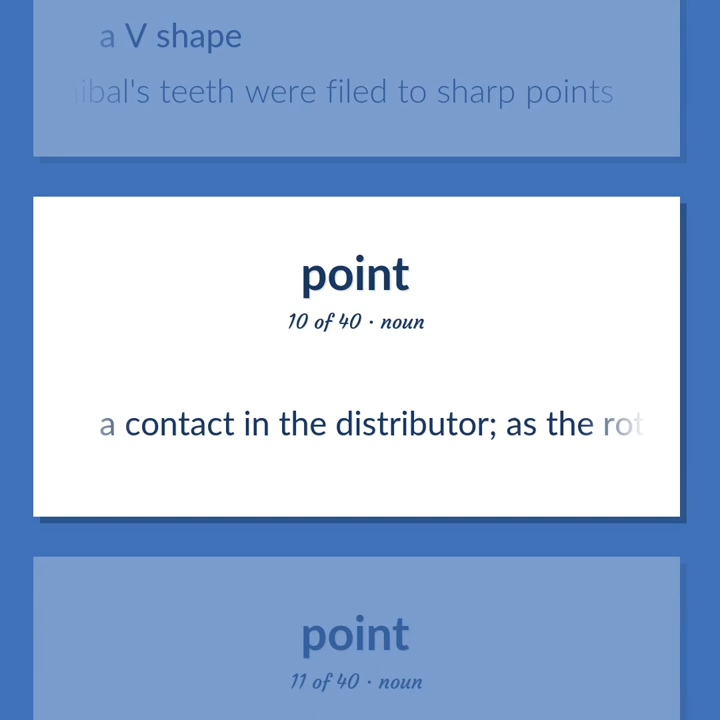 a V shape
teeth were filed to sharp points
point
10 of 40 · noun
a contact in the distributor; as the
point
11 of 40 · noun